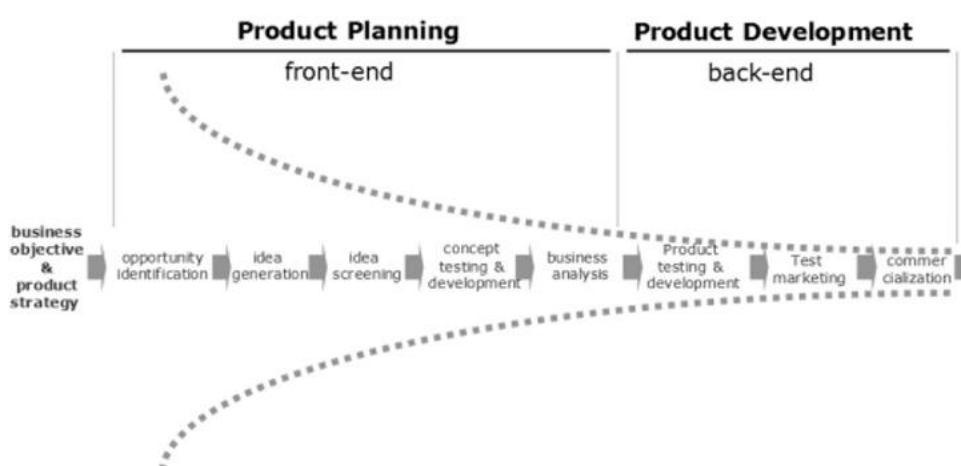 Product Planning
Product Development
front-end
back-end
business
objective
&
product
strategy
opportunity
identification
idea
generation
idea
screening
concept
testing &
development
business
analysis
Product
testing &
development
Test
marketing
commer
cialization